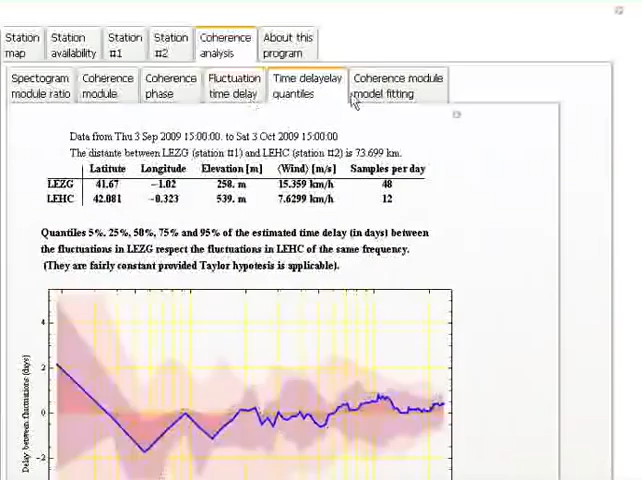 Station map
Station availability
Station #1
Station #2
Coherence analysis
About this program
Spectogram module ratio
Coherence module
Coherence phase
Fluctuation time delay
Time delayelay quantiles
Coherence module model fitting
Data from Thu 3 Sep 2009 15:00:00. to Sat 3 Oct 2009 15:00:00
The distante between LEZG (station #1) and LEHC (station #2) is 73.699 km.
Latitute Longitude Elevation [m] ⟨Wind⟩ [m/s] Samples per day
LEZG 41.67 −1.02 258. m 15.359 km/h 48
LEHC 42.081 -0.323 539. m 7.6299 km/h 12
Quantiles 5%. 25%, 50%, 75% and 95% of the estimated time delay (in days) between
the fluctuations in LEZG respect the fluctuations in LEHC of the same frequency.
(They are fairly constant provided Taylor hypotesis is applicable).
Delay between fluctuations (days)
4
2
0
−2